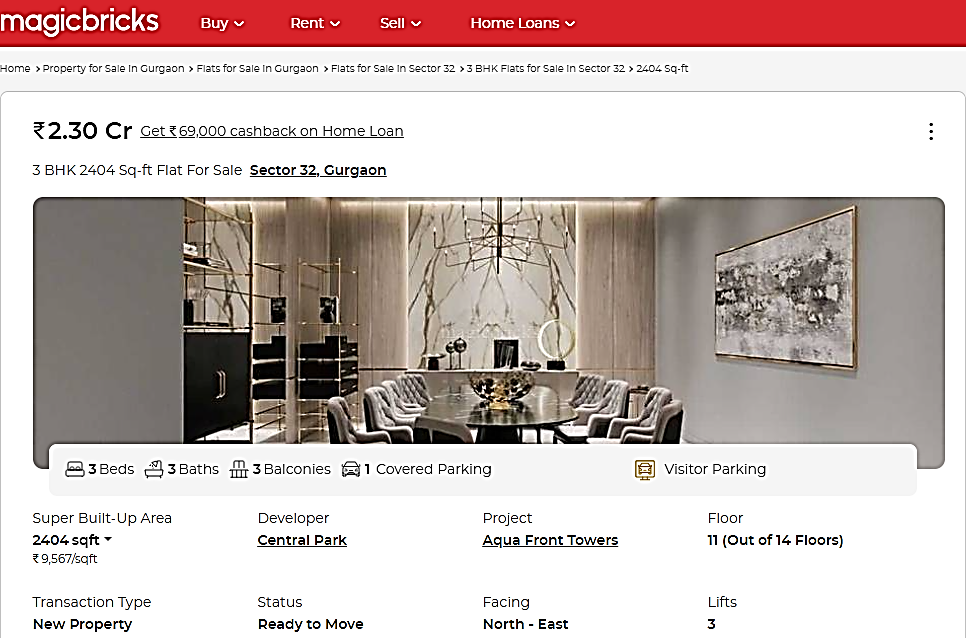 magicbricks Buy Rent Sell Home Loans
Home > Property for Sale in Gurgaon > Flats for Sale in Gurgaon > Flats for Sale in Sector 32 > 3 BHK Flats for Sale in Sector 32 > 2404 Sq-ft
₹2.30 Cr Get ₹69,000 cashback on Home Loan
3 BHK 2404 Sq-ft Flat For Sale Sector 32, Gurgaon
3 Beds 3 Baths 3 Balconies 1 Covered Parking Visitor Parking
Super Built-Up Area Developer Project Floor
2404 sqft Central Park Aqua Front Towers 11 (Out of 14 Floors)
₹9,567/sqft
Transaction Type Status Facing Lifts
New Property Ready to Move North - East 3